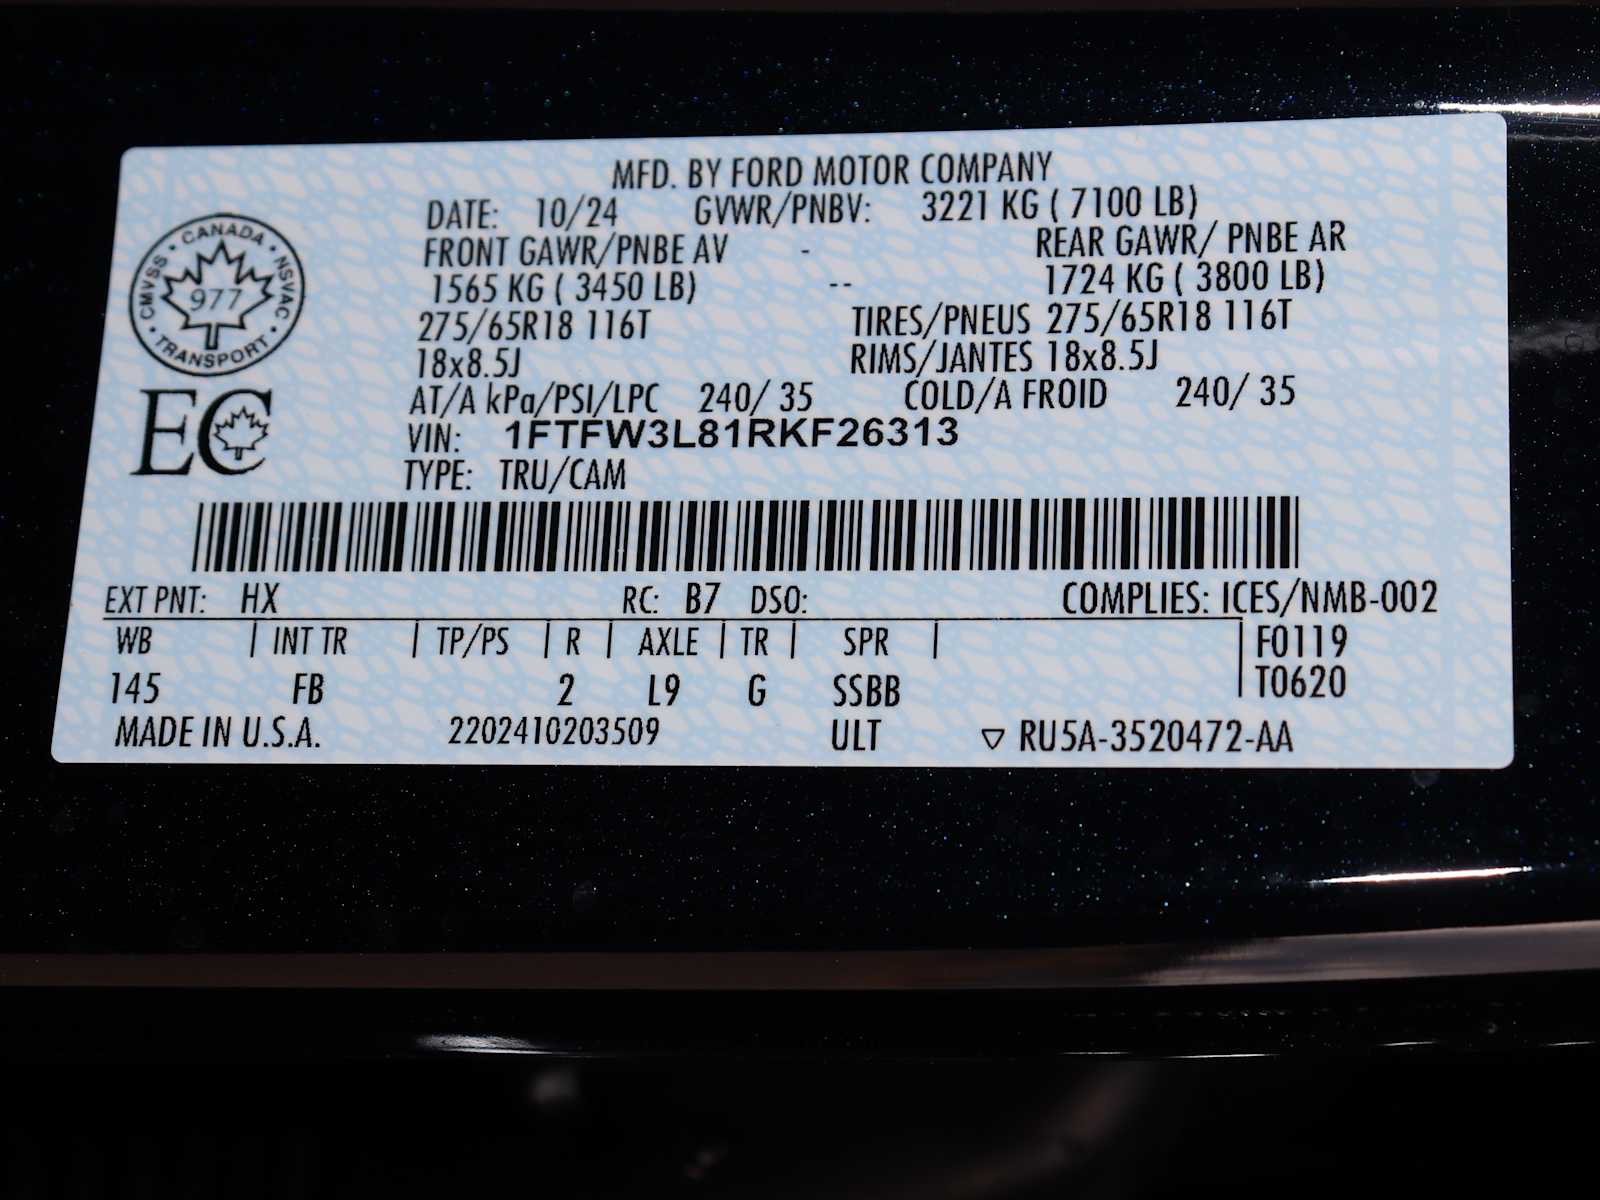 MFD. BY FORD MOTOR COMPANY
DATE: 10/24 GVWR/PNBV: 3221 KG ( 7100 LB)
FRONT GAWR/PNBE AV - REAR GAWR/ PNBE AR
1565 KG ( 3450 LB) -- 1724 KG ( 3800 LB)
275/65R18 116T TIRES/PNEUS 275/65R18 116T
18x8.5J RIMS/JANTES 18x8.5J
AT/A kPa/PSI/LPC 240/ 35 COLD/A FROID 240/ 35
VIN: 1FTFW3L81RKF26313
TYPE: TRU/CAM
CANADA
CMVSS • NSVAC
977
TRANSPORT
EC
EXT PNT: HX RC: B7 DSO: COMPLIES: ICES/NMB-002
WB | INT TR | TP/PS | R | AXLE | TR | SPR | F0119
145 FB 2 L9 G SSBB T0620
MADE IN U.S.A. 2202410203509 ULT ▽ RU5A-3520472-AA